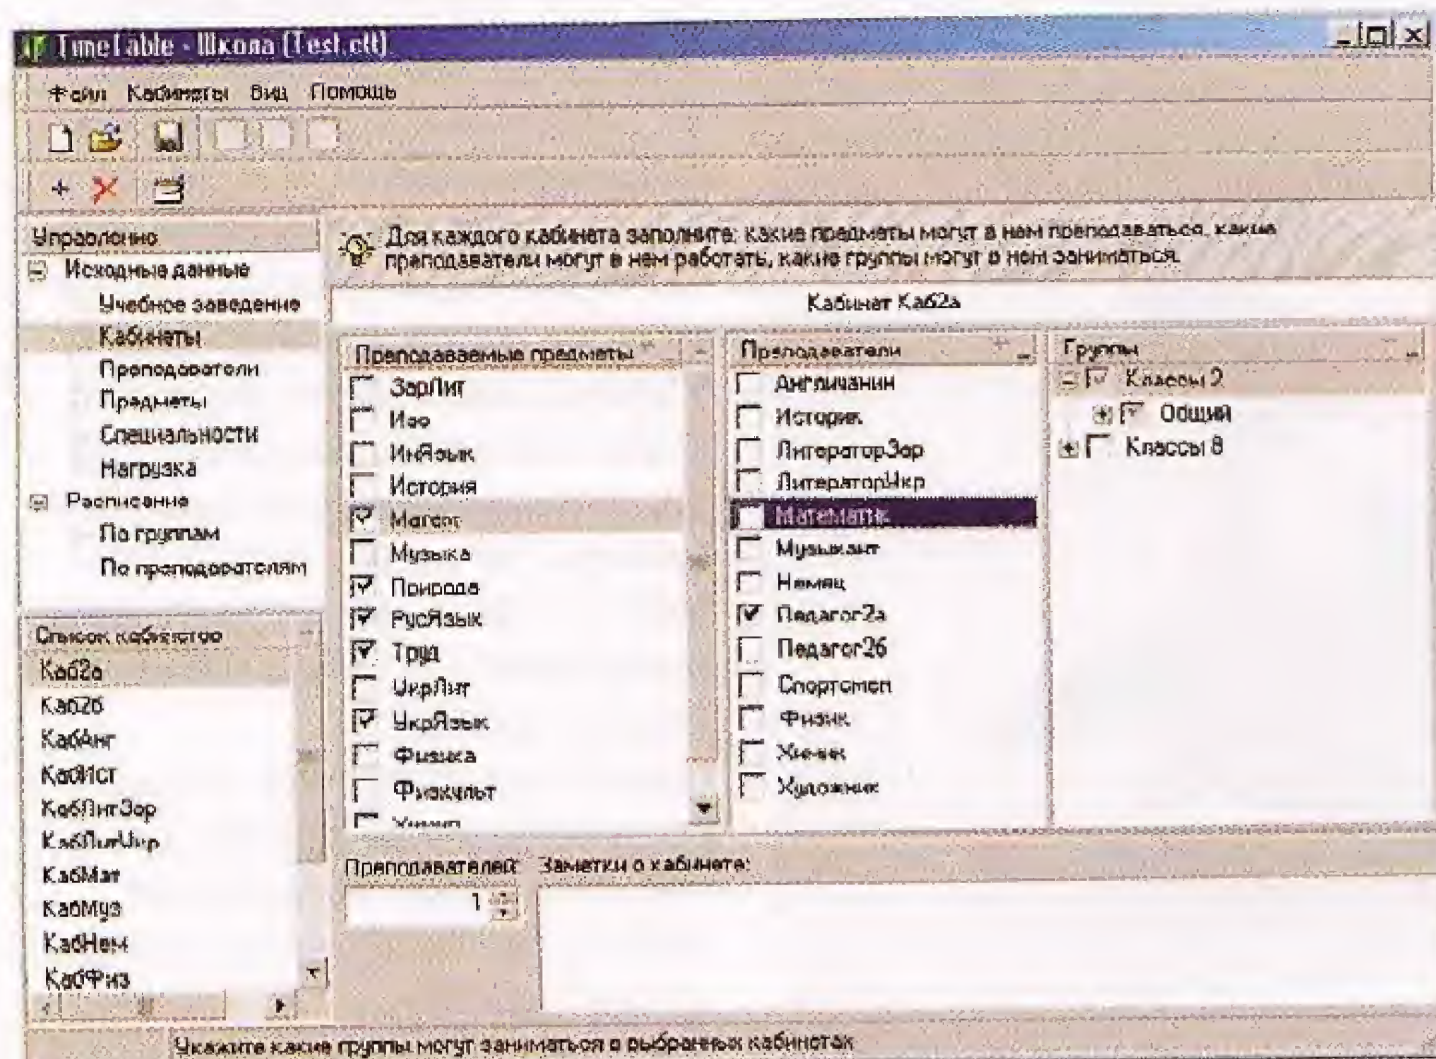 TimeTable - Школа (Test.ctt)
Файл Кабинеты Вид Помощь
Управление
Исходные данные
Учебное заведение
Кабинеты
Преподаватели
Предметы
Специальности
Нагрузка
Расписание
По группам
По преподавателям
Список кабинетов
Каб2а
Каб2б
КабАнг
КабИст
КабЛитЗар
КабЛитУкр
КабМат
КабМуз
КабНем
КабФиз
Для каждого кабинета заполните: какие предметы могут в нем преподаваться, какие
преподаватели могут в нем работать, какие группы могут в нем заниматься.
Кабинет Каб2а
Преподаваемые предметы
ЗарЛит
Изо
ИнЯзык
История
Матем
Музыка
Природа
РусЯзык
Труд
УкрЛит
УкрЯзык
Физика
Физкульт
Химия
Преподаватели
Англичанин
Историк
ЛитераторЗар
ЛитераторУкр
Математик
Музыкант
Немец
Педагог2а
Педагог2б
Спортсмен
Физик
Химик
Художник
Группы
Классы 2
Общий
Классы 8
Преподавателей:
1
Заметки о кабинете:
Укажите какие группы могут заниматься в выбранных кабинетах